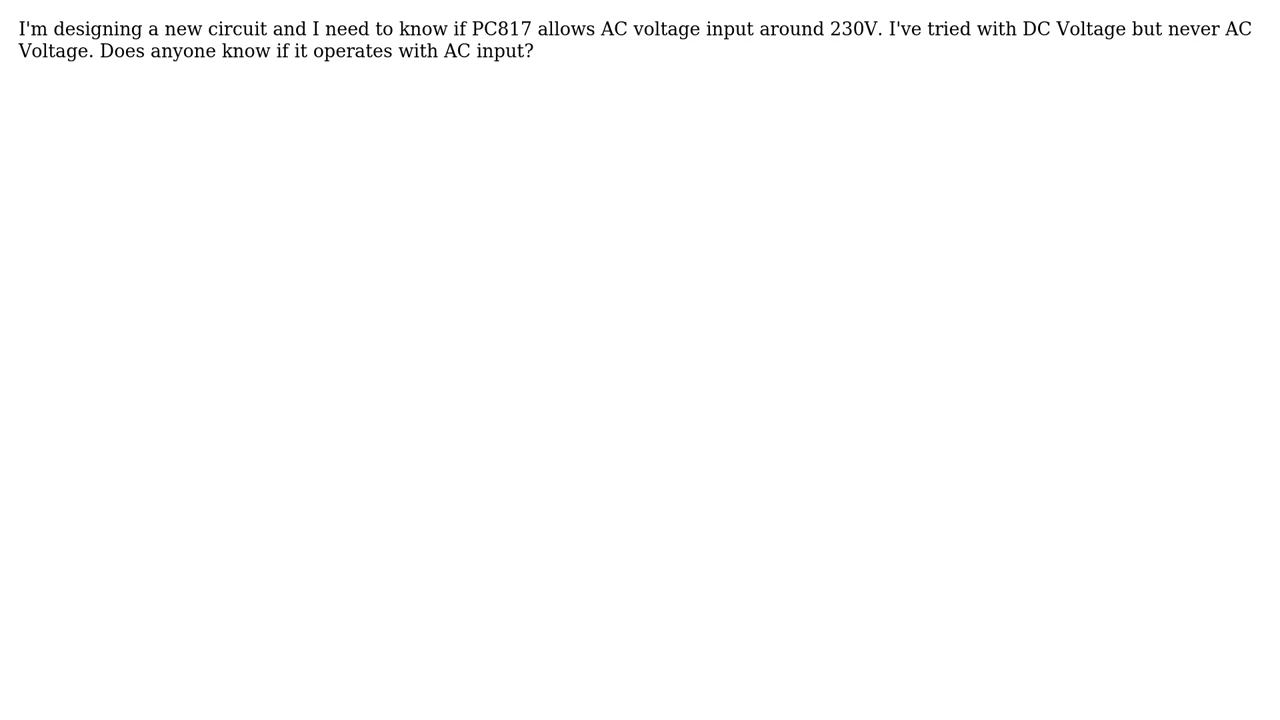 I'm designing a new circuit and I need to know if PC817 allows AC voltage input around 230V. I've tried with DC Voltage but never AC
Voltage. Does anyone know if it operates with AC input?